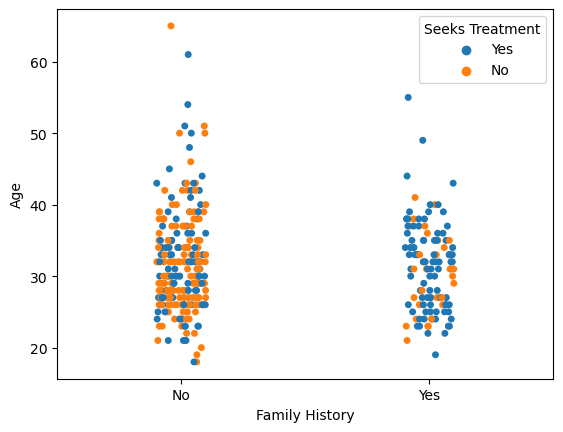 Seeks Treatment
Yes
No
60
50
40
30
20
Age
No
Yes
Family History